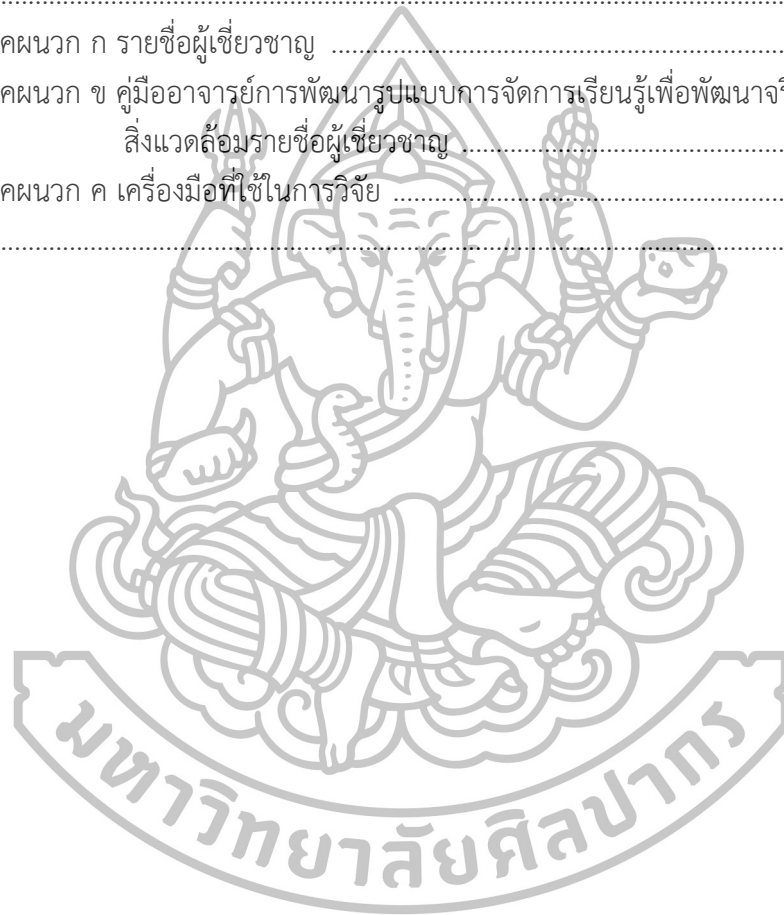 ................................................................................................
คผนวก ก รายชื่อผู้เชี่ยวชาญ ................................................................
คผนวก ข คู่มืออาจารย์การพัฒนารูปแบบการจัดการเรียนรู้เพื่อพัฒนาจริ
สิ่งแวดล้อมรายชื่อผู้เชี่ยวชาญ ................................................
คผนวก ค เครื่องมือที่ใช้ในการวิจัย ........................................................
................................................................................................
มหาวิทยาลัยศิลปากร